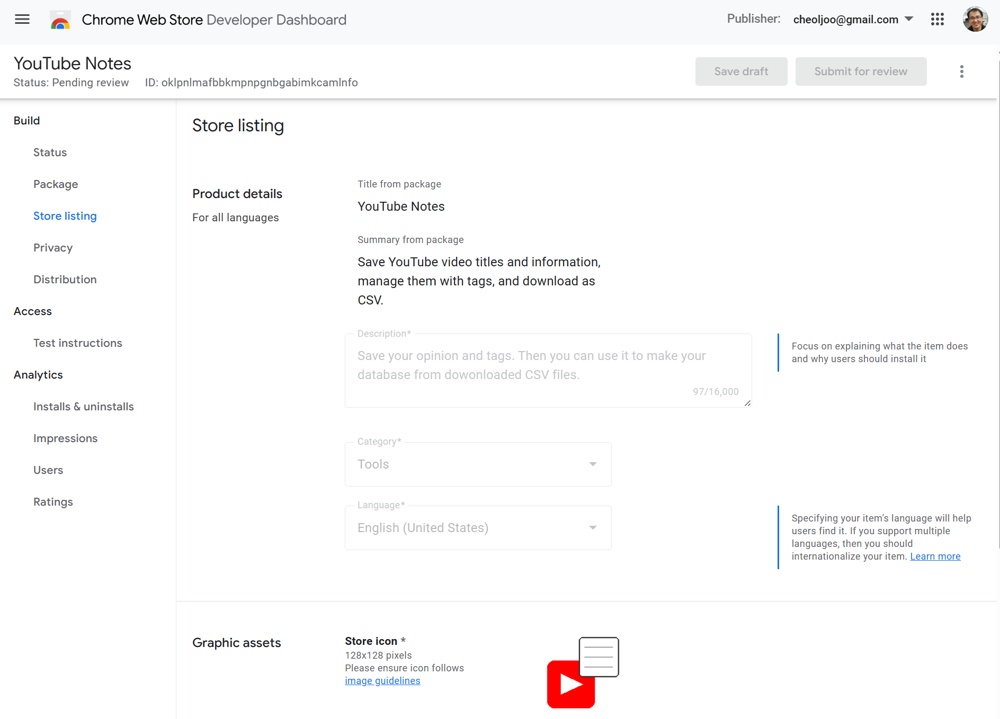 Chrome Web Store Developer Dashboard
Publisher: cheoljoo@gmail.com
YouTube Notes
Status: Pending review ID: oklpnlmafbbkmpnpgnbgabimkcamlnfo
Save draft
Submit for review
Build
Status
Package
Store listing
Privacy
Distribution
Access
Test instructions
Analytics
Installs & uninstalls
Impressions
Users
Ratings
Store listing
Product details
For all languages
Title from package
YouTube Notes
Summary from package
Save YouTube video titles and information,
manage them with tags, and download as
CSV.
Description*
Save your opinion and tags. Then you can use it to make your
database from dowonloaded CSV files.
97/16,000
Focus on explaining what the item does
and why users should install it
Category*
Tools
Language*
English (United States)
Specifying your item’s language will help
users find it. If you support multiple
languages, then you should
internationalize your item. Learn more
Graphic assets
Store icon *
128x128 pixels
Please ensure icon follows
image guidelines